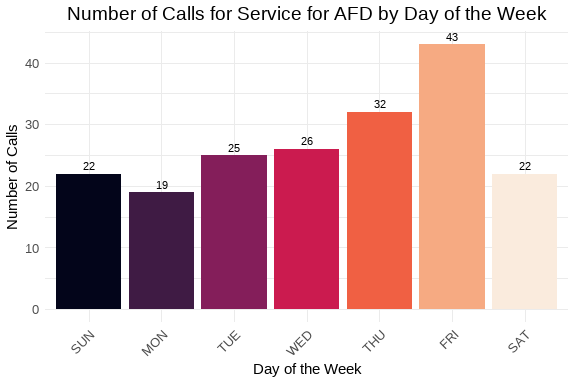 Number of Calls for Service for AFD by Day of the Week
Number of Calls
40
30
20
10
0
22
19
25
26
32
43
22
SUN
MON
TUE
WED
THU
FRI
SAT
Day of the Week